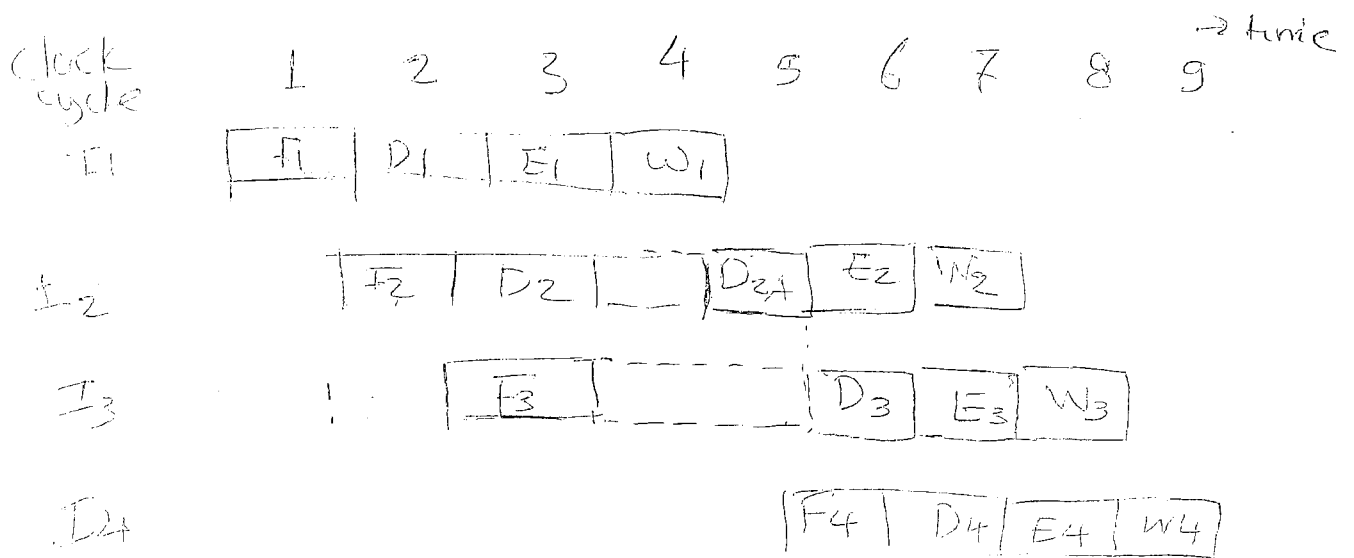 → time
clock 1 2 3 4 5 6 7 8 9
cycle
I1 F1 D1 E1 W1
I2 F2 D2 D2A E2 W2
I3 F3 D3 E3 W3
I4 F4 D4 E4 W4